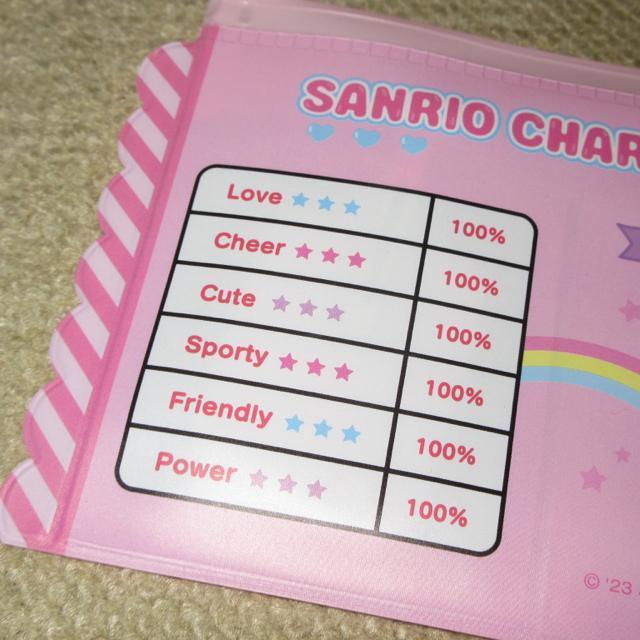 SANRIO CHAR
Love ★★★ 100%
Cheer ★★★ 100%
Cute ★★★ 100%
Sporty ★★★ 100%
Friendly ★★★ 100%
Power ★★★ 100%
© '23